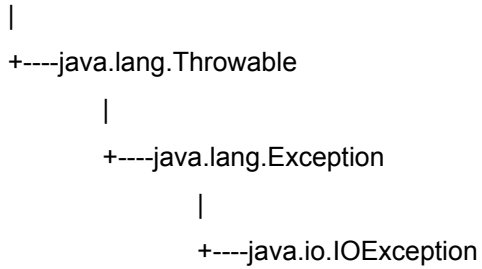 |
+----java.lang.Throwable
|
+----java.lang.Exception
|
+----java.io.IOException